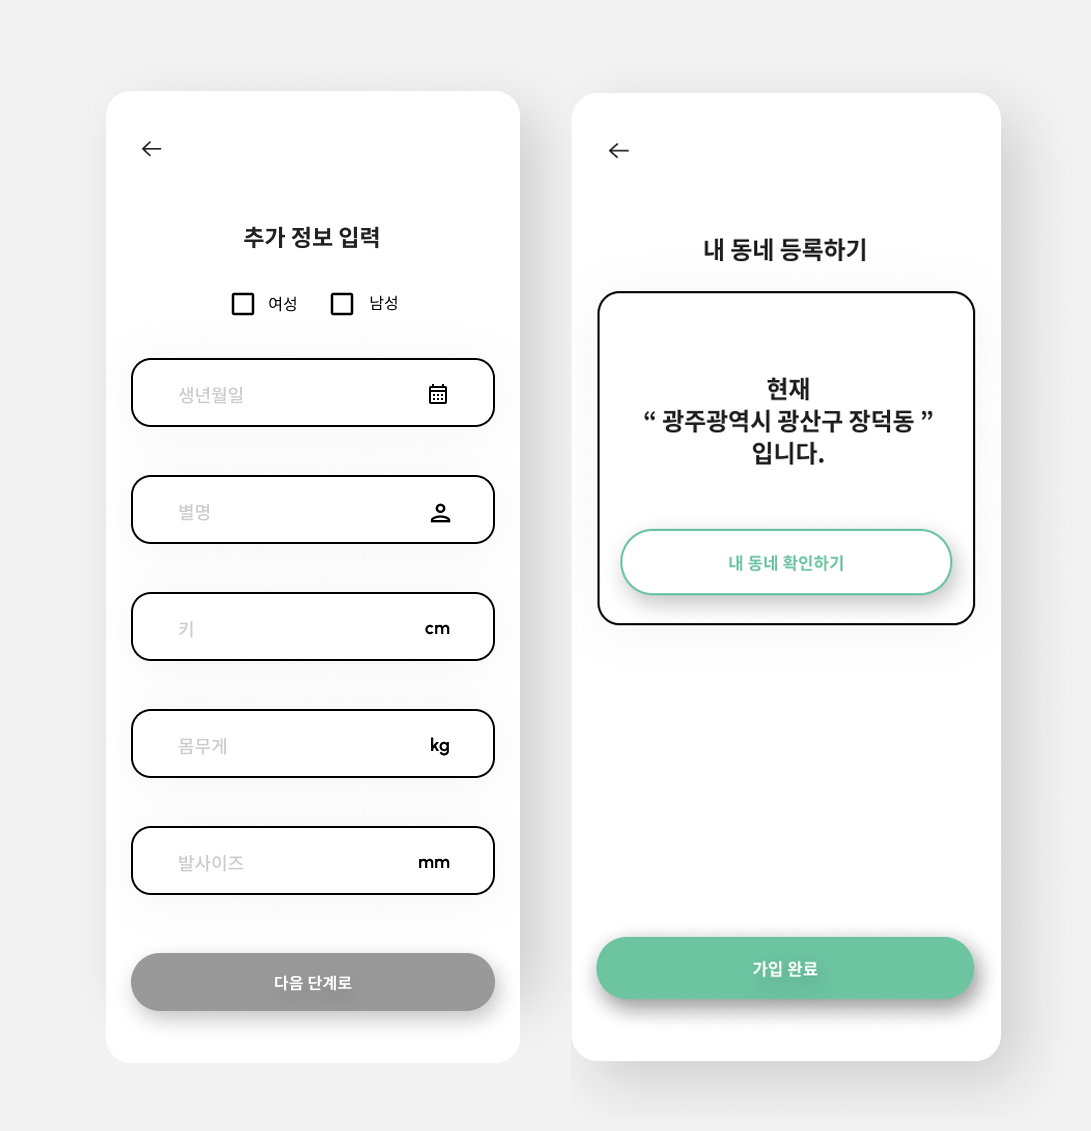 추가 정보 입력
여성
남성
생년월일
별명
키
cm
몸무게
kg
발사이즈
mm
다음 단계로
내 동네 등록하기
현재
“ 광주광역시 광산구 장덕동 ”
입니다.
내 동네 확인하기
가입 완료